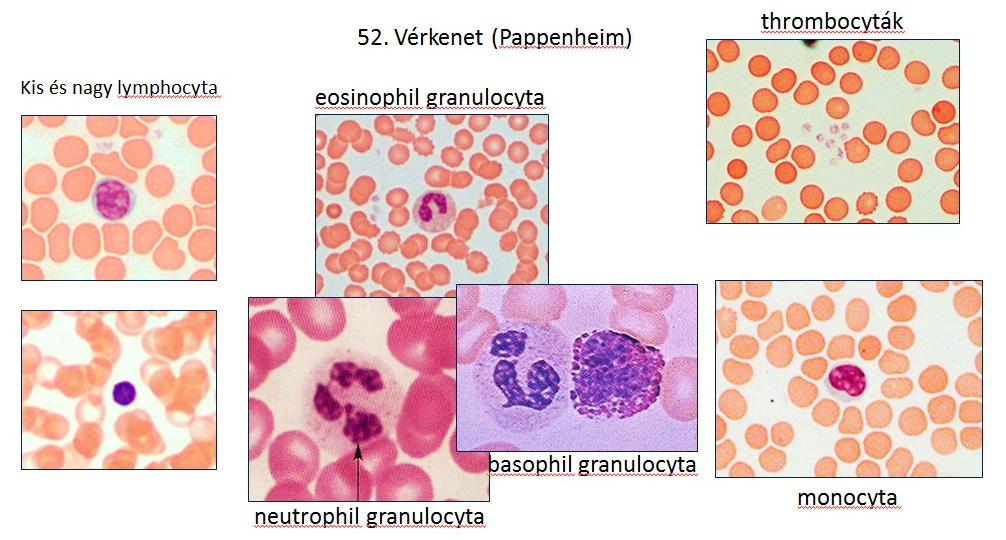 52. Vérkenet (Pappenheim)
thrombocyták
Kis és nagy lymphocyta
eosinophil granulocyta
basophil granulocyta
monocyta
neutrophil granulocyta